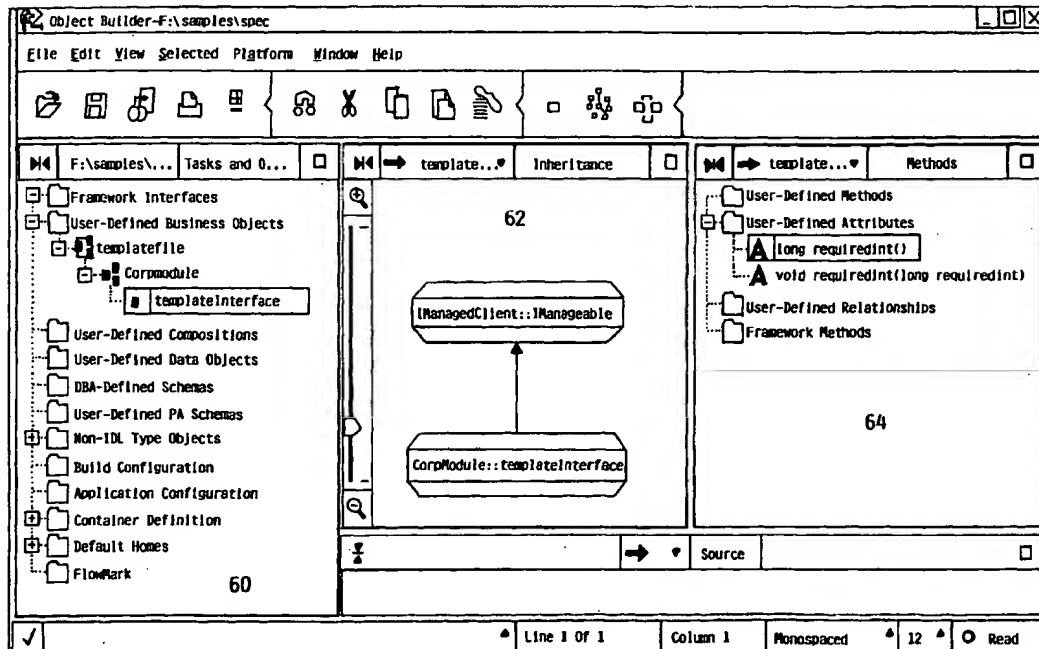 Object Builder-F:\samples\spec
File Edit View Selected Platform Window Help
F:\samples\... Tasks and O...
template... Inheritance
template... Methods
Framework Interfaces
User-Defined Business Objects
templatefile
Corpmodule
templateInterface
User-Defined Compositions
User-Defined Data Objects
DBA-Defined Schemas
User-Defined PA Schemas
Non-IDL Type Objects
Build Configuration
Application Configuration
Container Definition
Default Homes
FlowMark
60
62
IManagedClient::IManageable
CorpModule::templateInterface
User-Defined Methods
User-Defined Attributes
A long requiredint()
A void requiredint(long requiredint)
User-Defined Relationships
Framework Methods
64
Source
Line 1 Of 1 Column 1 Monospaced 12 Read